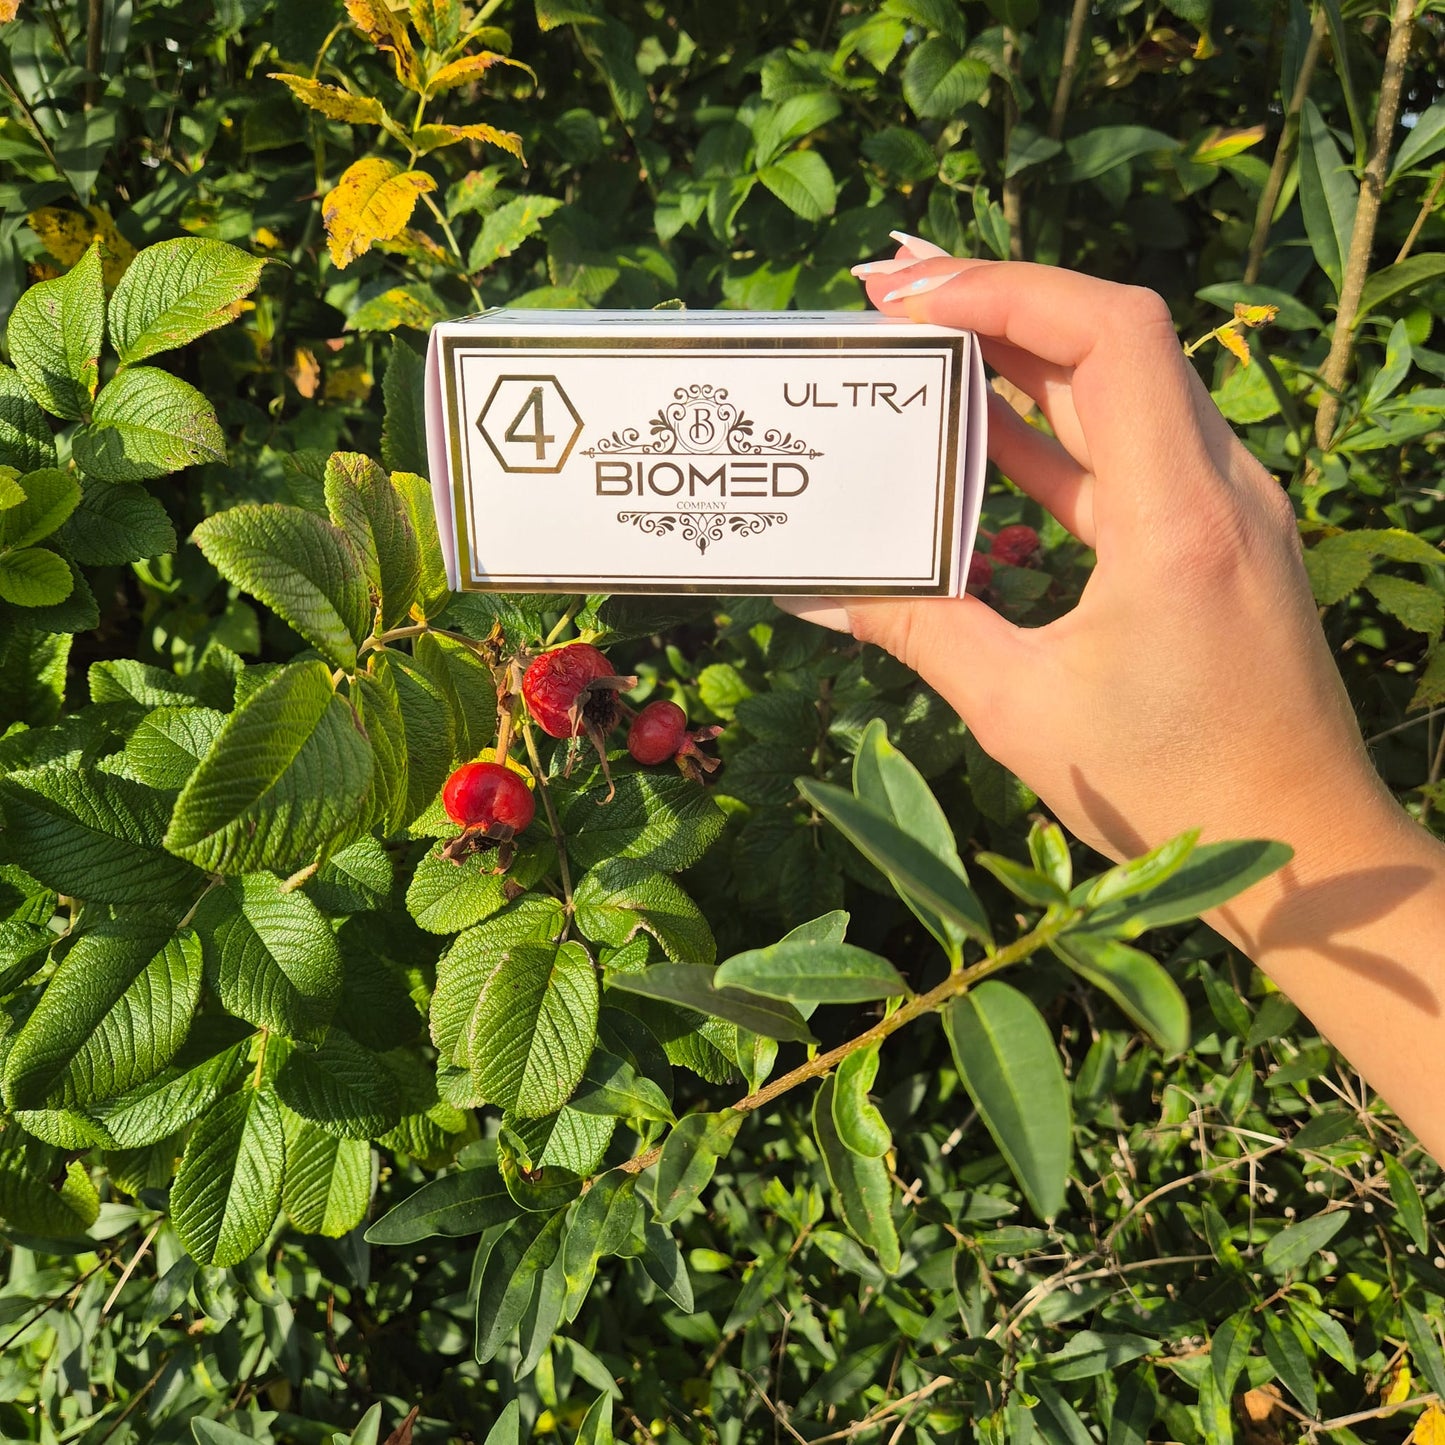 4
ULTRA
B
BIOMED
COMPANY